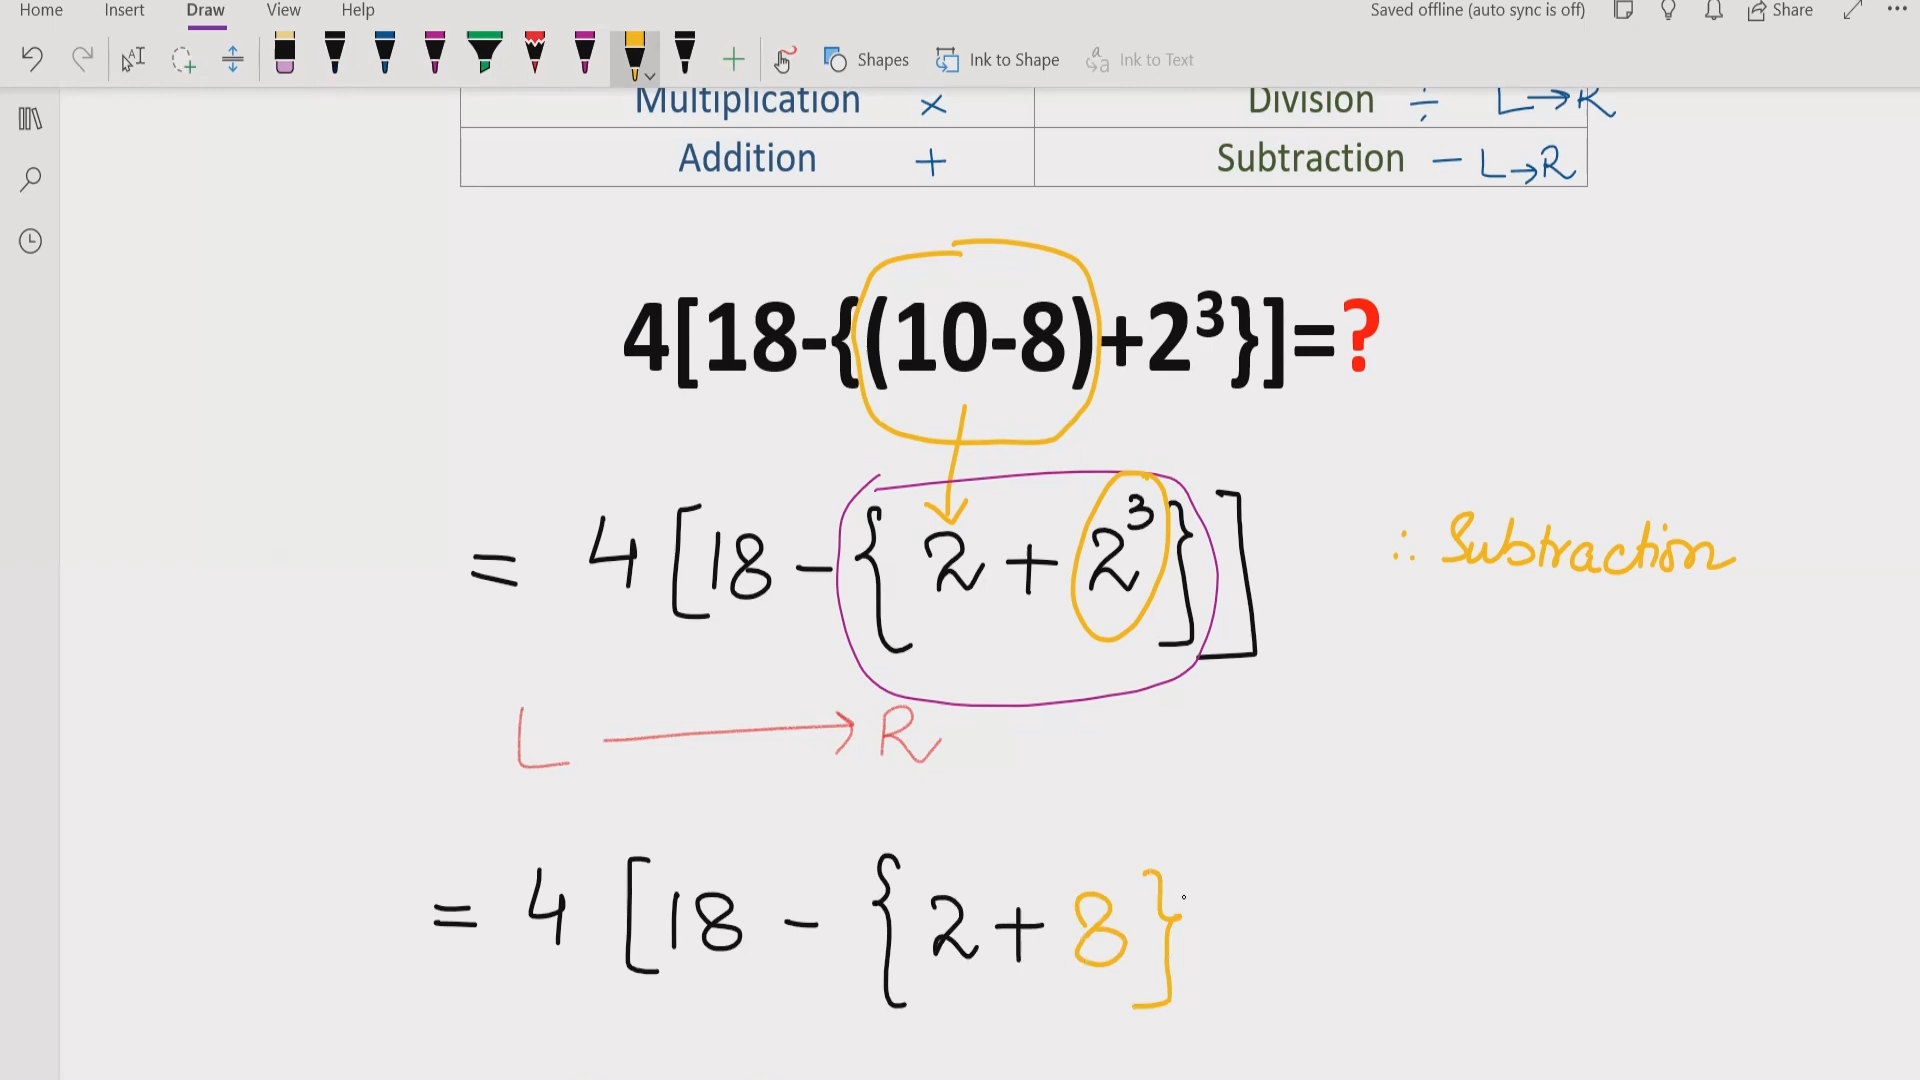 Home Insert Draw View Help Saved offline (auto sync is off) Share
Shapes Ink to Shape Ink to Text
Multiplication × Division ÷ L→R
Addition + Subtraction − L→R
4[18-{(10-8)+2³}]=?
= 4 [18 − { 2 + 2³ } ] ∴ Subtraction
L → R
= 4 [18 − { 2 + 8 }